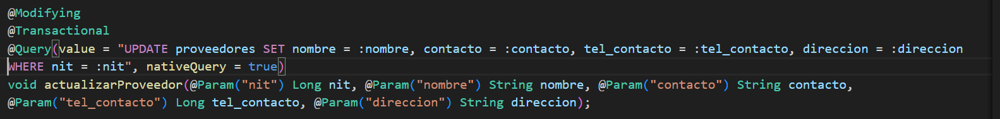 @Modifying
@Transactional
@Query(value = "UPDATE proveedores SET nombre = :nombre, contacto = :contacto, tel_contacto = :tel_contacto, direccion = :direccion
WHERE nit = :nit", nativeQuery = true)
void actualizarProveedor(@Param("nit") Long nit, @Param("nombre") String nombre, @Param("contacto") String contacto,
@Param("tel_contacto") Long tel_contacto, @Param("direccion") String direccion);